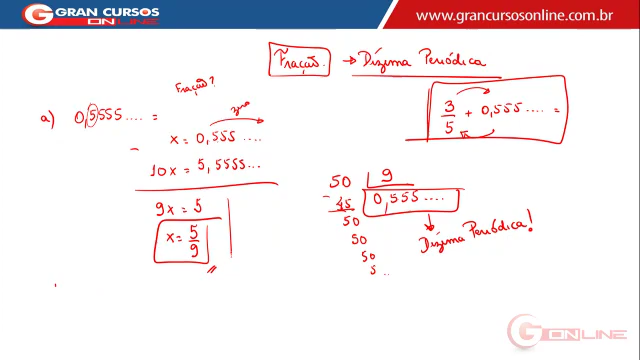 GRAN CURSOS
ONLINE
www.grancursosonline.com.br
Fração. → Dízima Periódica
Fração?
a) 0,5555.... =
zero
x = 0,555 ....
10x = 5,5555...
9x = 5
x = 5/9
3/5 + 0,555.... =
50 | 9
- 45 0,555....
50
50
50
5 ..
Dízima Periódica!
G ONLINE